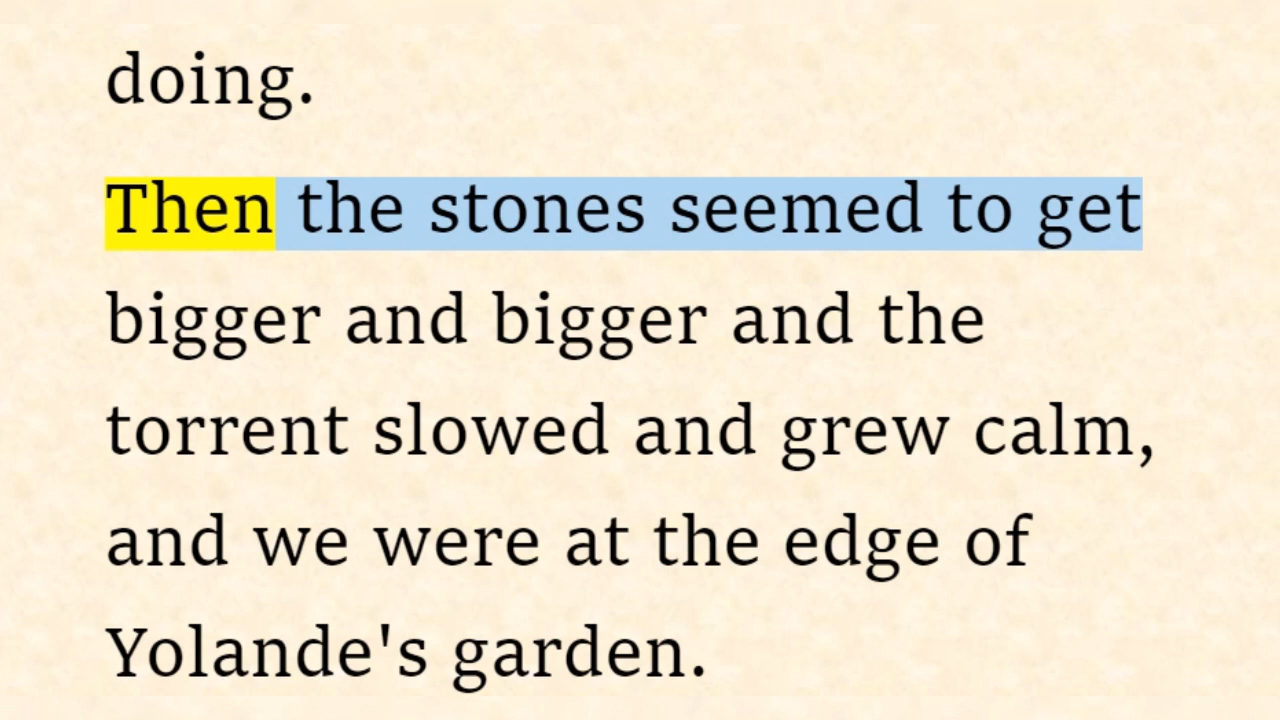 doing.
Then the stones seemed to get
bigger and bigger and the
torrent slowed and grew calm,
and we were at the edge of
Yolande's garden.